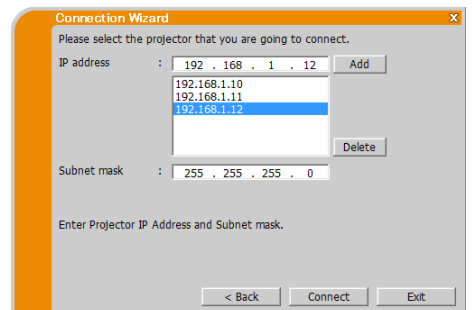 Connection Wizard x
Please select the projector that you are going to connect.
IP address : 192 . 168 . 1 . 12 Add
192.168.1.10
192.168.1.11
192.168.1.12
Delete
Subnet mask : 255 . 255 . 255 . 0
Enter Projector IP Address and Subnet mask.
< Back Connect Exit